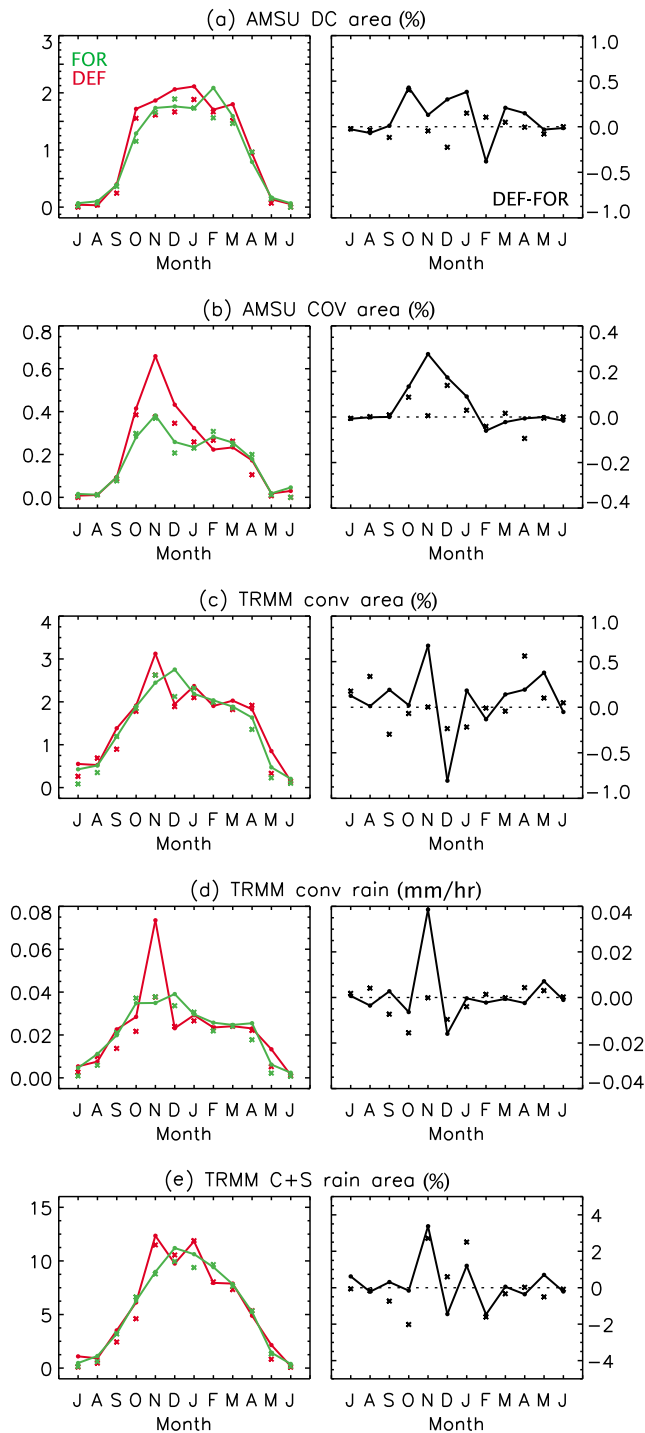 (a) AMSU DC area (%)
FOR
DEF
3
2
1
0
1.0
0.5
0.0
−0.5
−1.0
DEF-FOR
J A S O N D J F M A M J
J A S O N D J F M A M J
Month
Month
(b) AMSU COV area (%)
0.8
0.6
0.4
0.2
0.0
0.4
0.2
0.0
−0.2
−0.4
J A S O N D J F M A M J
J A S O N D J F M A M J
Month
Month
(c) TRMM conv area (%)
4
3
2
1
0
1.0
0.5
0.0
−0.5
−1.0
J A S O N D J F M A M J
J A S O N D J F M A M J
Month
Month
(d) TRMM conv rain (mm/hr)
0.08
0.06
0.04
0.02
0.00
0.04
0.02
0.00
−0.02
−0.04
J A S O N D J F M A M J
J A S O N D J F M A M J
Month
Month
(e) TRMM C+S rain area (%)
15
10
5
0
4
2
0
−2
−4
J A S O N D J F M A M J
J A S O N D J F M A M J
Month
Month